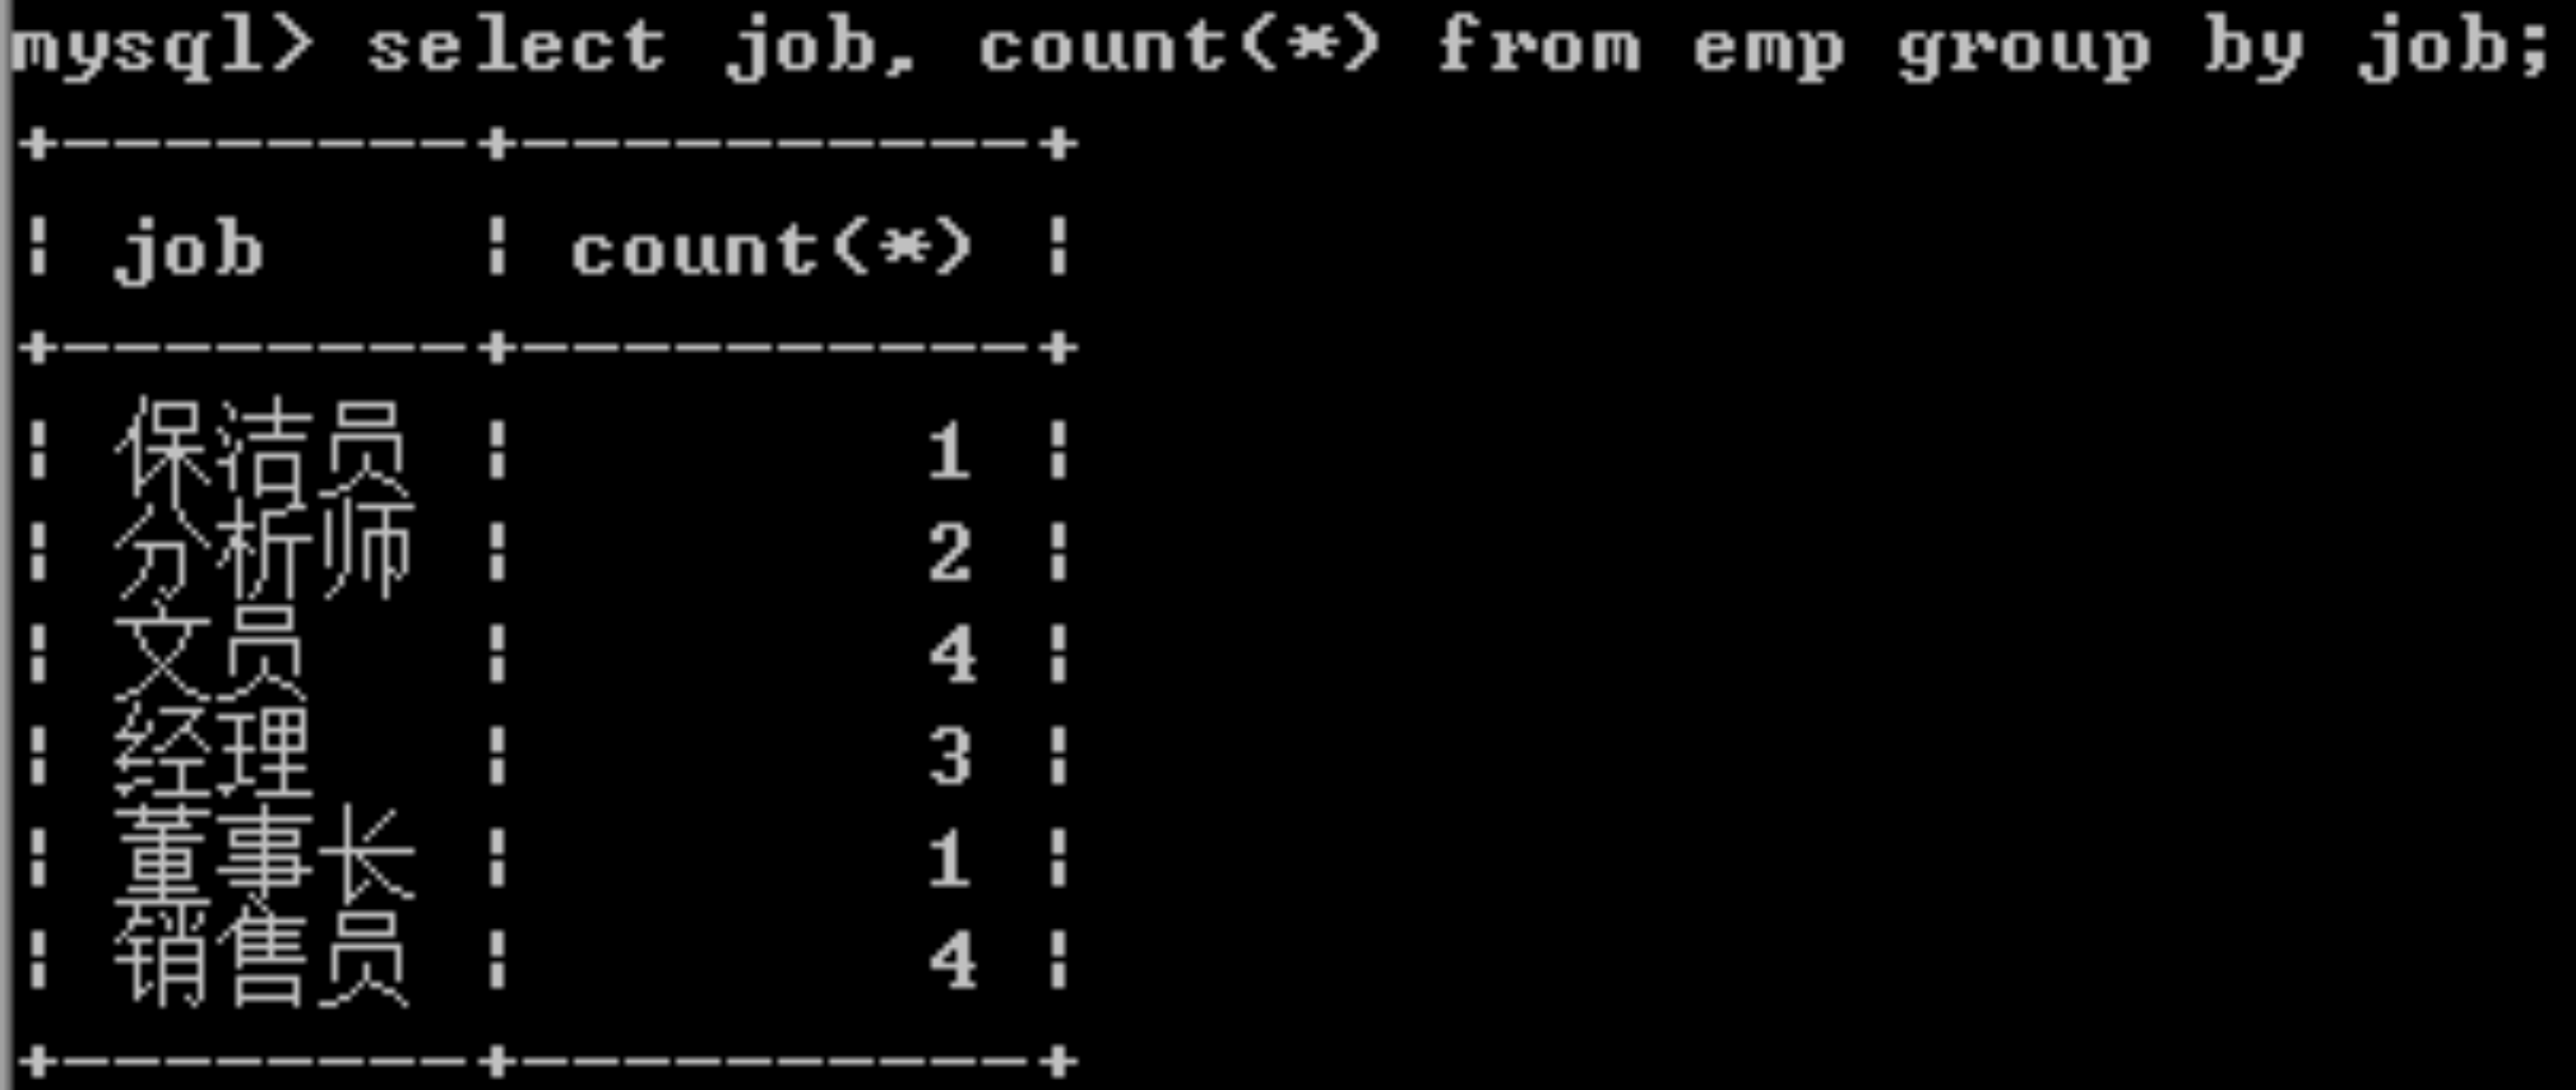 mysql> select job, count(*) from emp group by job;
+--------+----------+
| job    | count(*) |
+--------+----------+
| 保洁员 |        1 |
| 分析师 |        2 |
| 文员   |        4 |
| 经理   |        3 |
| 董事长 |        1 |
| 销售员 |        4 |
+--------+----------+